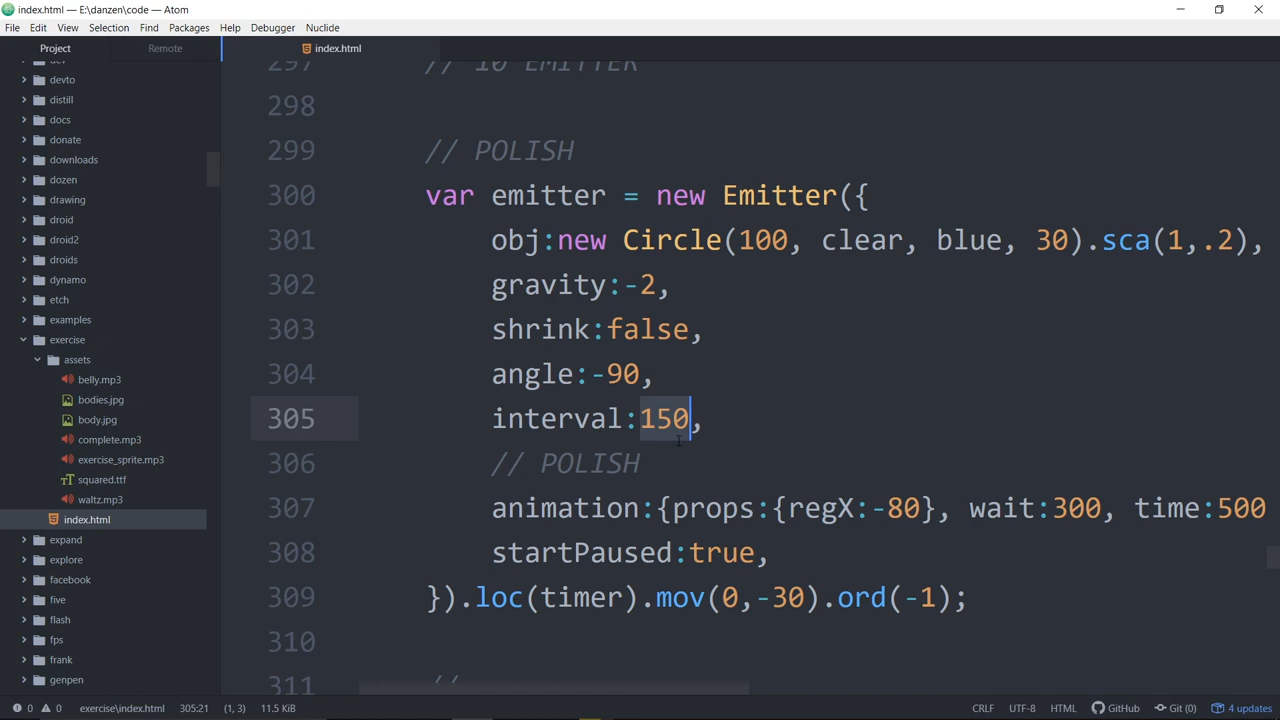 index.html — E:\danzen\code — Atom
File Edit View Selection Find Packages Help Debugger Nuclide
Project Remote index.html
dev
devto
distill
docs
donate
downloads
dozen
drawing
droid
droid2
droids
dynamo
etch
examples
exercise
assets
belly.mp3
bodies.jpg
body.jpg
complete.mp3
exercise_sprite.mp3
squared.ttf
waltz.mp3
index.html
expand
explore
facebook
five
flash
fps
frank
genpen
297 // 10 EMITTER
298
299 // POLISH
300 var emitter = new Emitter({
301 obj:new Circle(100, clear, blue, 30).sca(1,.2),
302 gravity:-2,
303 shrink:false,
304 angle:-90,
305 interval:150,
306 // POLISH
307 animation:{props:{regX:-80}, wait:300, time:500
308 startPaused:true,
309 }).loc(timer).mov(0,-30).ord(-1);
310
311 //
0 0 exercise\index.html 305:21 (1, 3) 11.5 KiB CRLF UTF-8 HTML GitHub Git (0) 4 updates